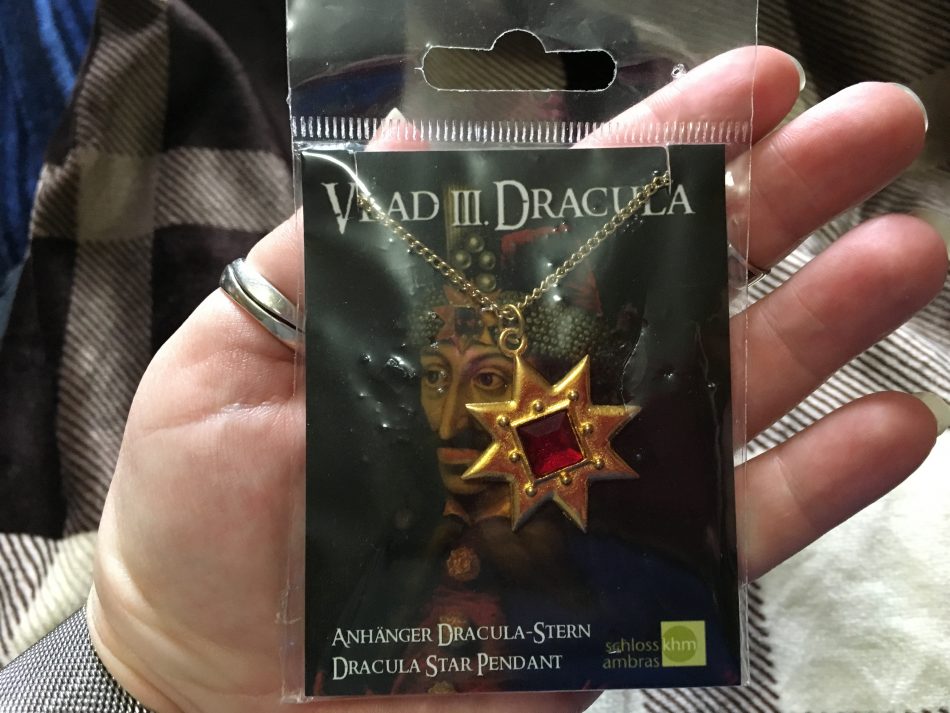 VLAD III. DRACULA
ANHÄNGER DRACULA-STERN
DRACULA STAR PENDANT
schloss khm
ambras